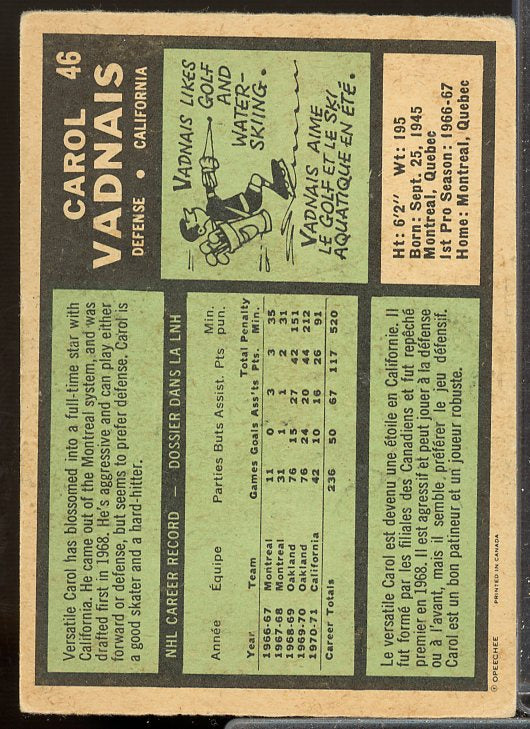 46
CAROL
VADNAIS
DEFENSE • CALIFORNIA
VADNAIS LIKES
GOLF
AND
WATER-
SKIING.
VADNAIS AIME
LE GOLF ET LE SKI
AQUATIQUE EN ÉTÉ.
Ht: 6'2" Wt: 195
Born: Sept. 25, 1945
Montreal, Quebec
1st Pro Season: 1966-67
Home: Montreal, Quebec
Versatile Carol has blossomed into a full-time star with
California. He came out of the Montreal system, and was
drafted first in 1968. He's aggressive and can play either
forward or defense, but seems to prefer defense. Carol is
a good skater and a hard-hitter.
NHL CAREER RECORD — DOSSIER DANS LA LNH
Année Équipe Parties Buts Assist. Pts Min. pun.
Year Team Games Goals Ass'ts Total Pts. Penalty Min.
1966-67 Montreal 11 0 3 3 35
1967-68 Montreal 31 1 1 2 31
1968-69 Oakland 76 15 27 42 151
1969-70 Oakland 76 24 20 44 212
1970-71 California 42 10 16 26 91
Career Totals 236 50 67 117 520
Le versatile Carol est devenu une étoile en Californie. Il
fut formé par les filiales des Canadiens et fut repêché
premier en 1968. Il est agressif et peut jouer à la défense
ou à l'avant, mais il semble, préférer le jeu défensif.
Carol est un bon patineur et un joueur robuste.
© OPEECHEE PRINTED IN CANADA